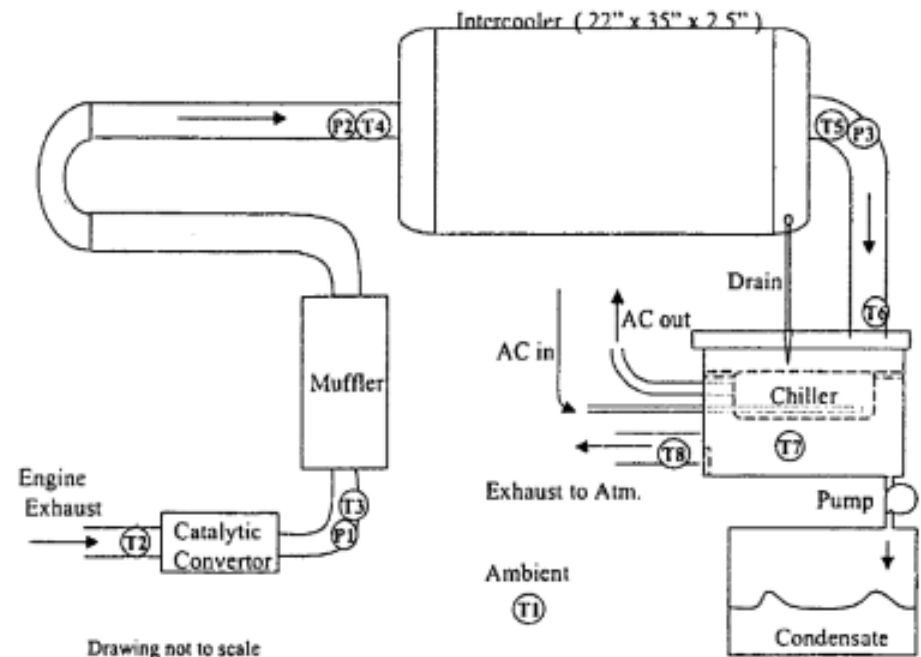 Intercooler ( 22" x 35" x 2.5" )
P2
T4
T5
P3
Drain
T6
AC out
AC in
Muffler
Chiller
T7
T8
Engine
Exhaust
T3
Exhaust to Atm.
Pump
T2
Catalytic
Convertor
P1
Ambient
T1
Condensate
Drawing not to scale